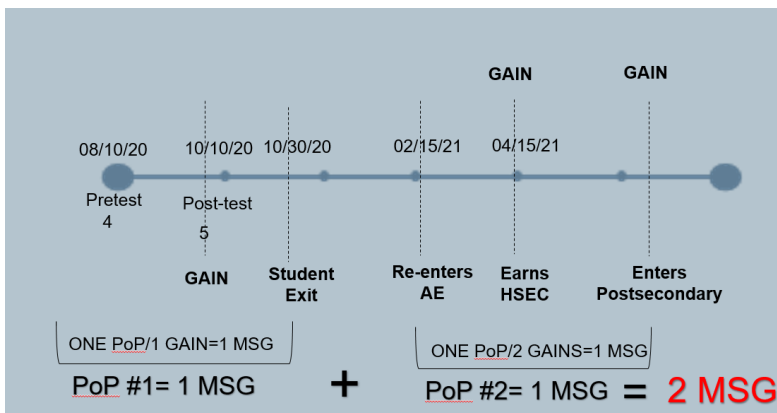 GAIN GAIN
08/10/20 10/10/20 10/30/20 02/15/21 04/15/21
Pretest
4
Post-test
5
GAIN
Student
Exit
Re-enters
AE
Earns
HSEC
Enters
Postsecondary
ONE PoP/1 GAIN=1 MSG
ONE PoP/2 GAINS=1 MSG
PoP #1= 1 MSG + PoP #2= 1 MSG = 2 MSG